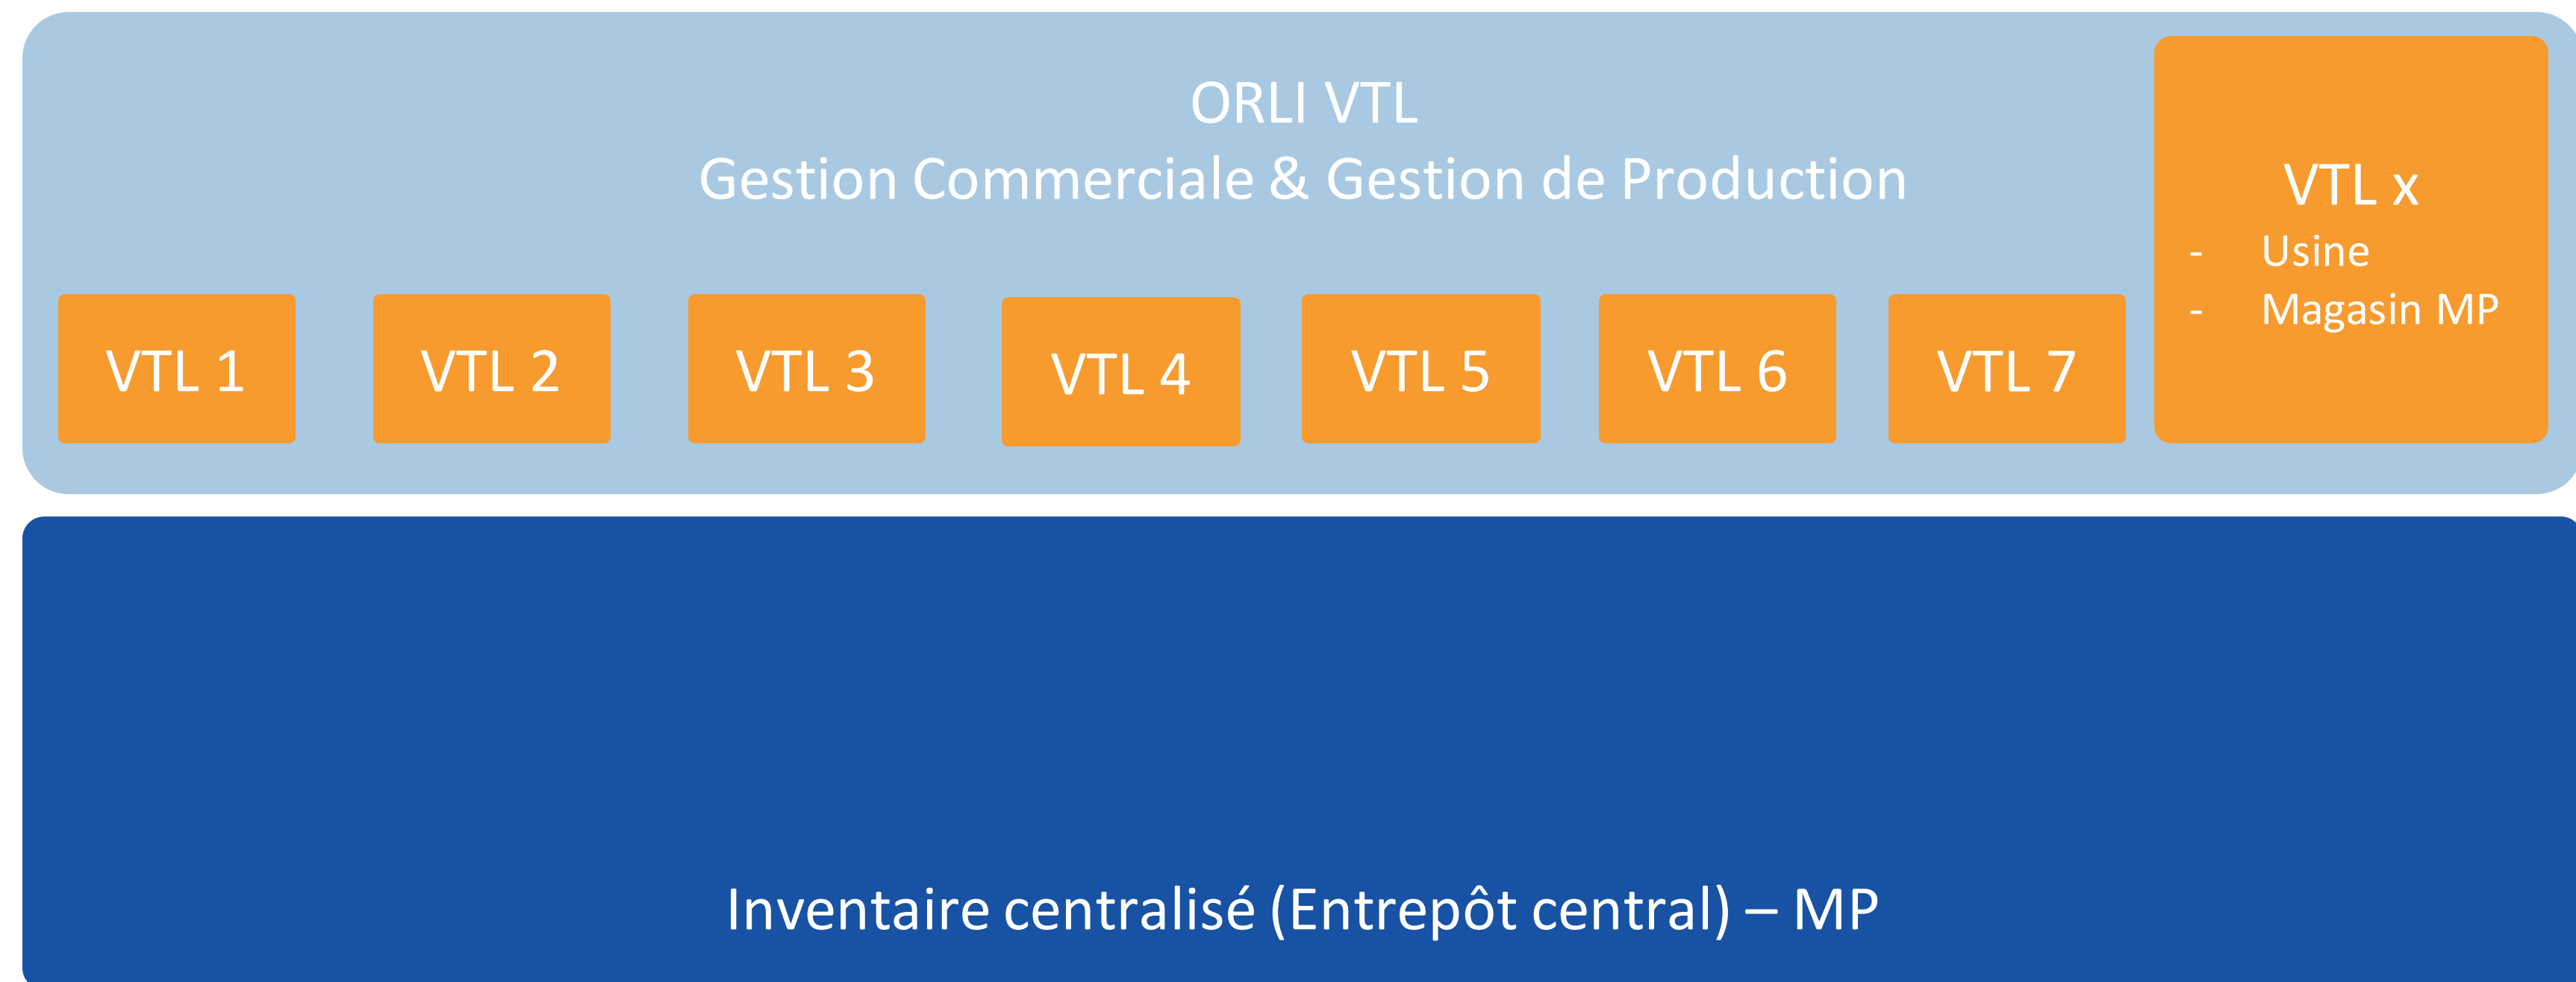 ORLI VTL
Gestion Commerciale & Gestion de Production
VTL 1
VTL 2
VTL 3
VTL 4
VTL 5
VTL 6
VTL 7
VTL x
- Usine
- Magasin MP
Inventaire centralisé (Entrepôt central) – MP